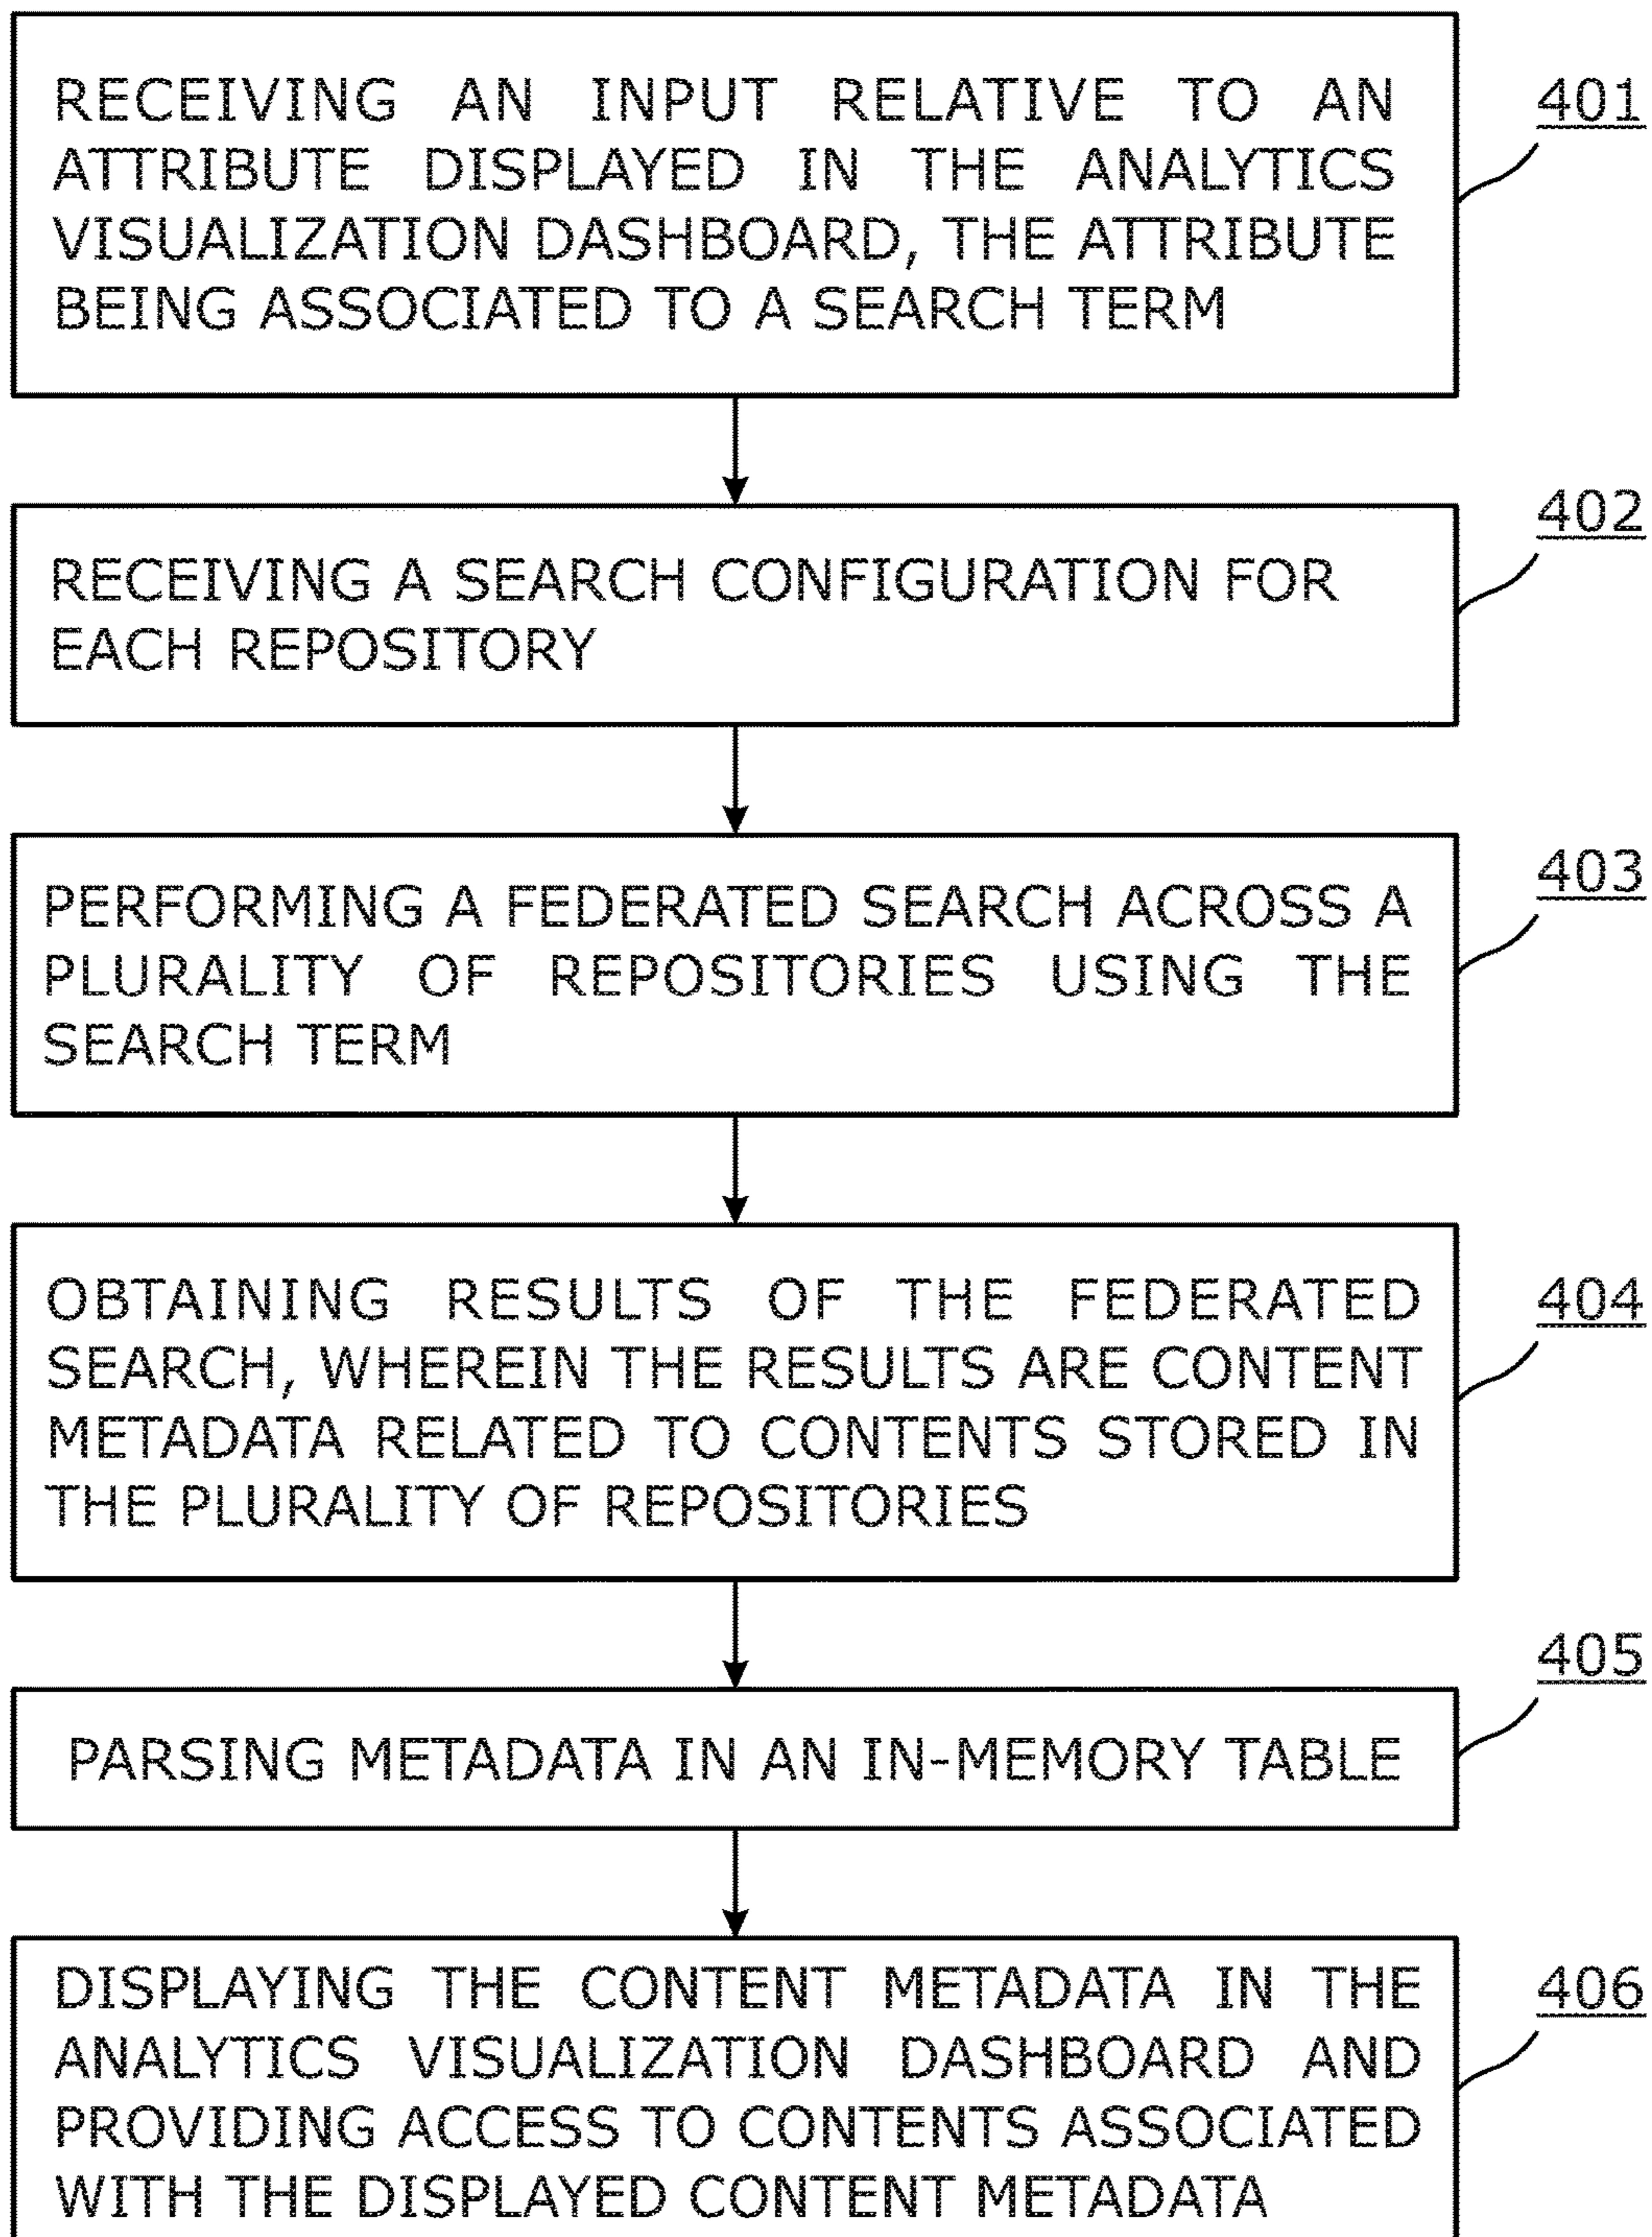 RECEIVING AN INPUT RELATIVE TO AN
ATTRIBUTE DISPLAYED IN THE ANALYTICS
VISUALIZATION DASHBOARD, THE ATTRIBUTE
BEING ASSOCIATED TO A SEARCH TERM
401
RECEIVING A SEARCH CONFIGURATION FOR
EACH REPOSITORY
402
PERFORMING A FEDERATED SEARCH ACROSS A
PLURALITY OF REPOSITORIES USING THE
SEARCH TERM
403
OBTAINING RESULTS OF THE FEDERATED
SEARCH, WHEREIN THE RESULTS ARE CONTENT
METADATA RELATED TO CONTENTS STORED IN
THE PLURALITY OF REPOSITORIES
404
PARSING METADATA IN AN IN-MEMORY TABLE
405
DISPLAYING THE CONTENT METADATA IN THE
ANALYTICS VISUALIZATION DASHBOARD AND
PROVIDING ACCESS TO CONTENTS ASSOCIATED
WITH THE DISPLAYED CONTENT METADATA
406